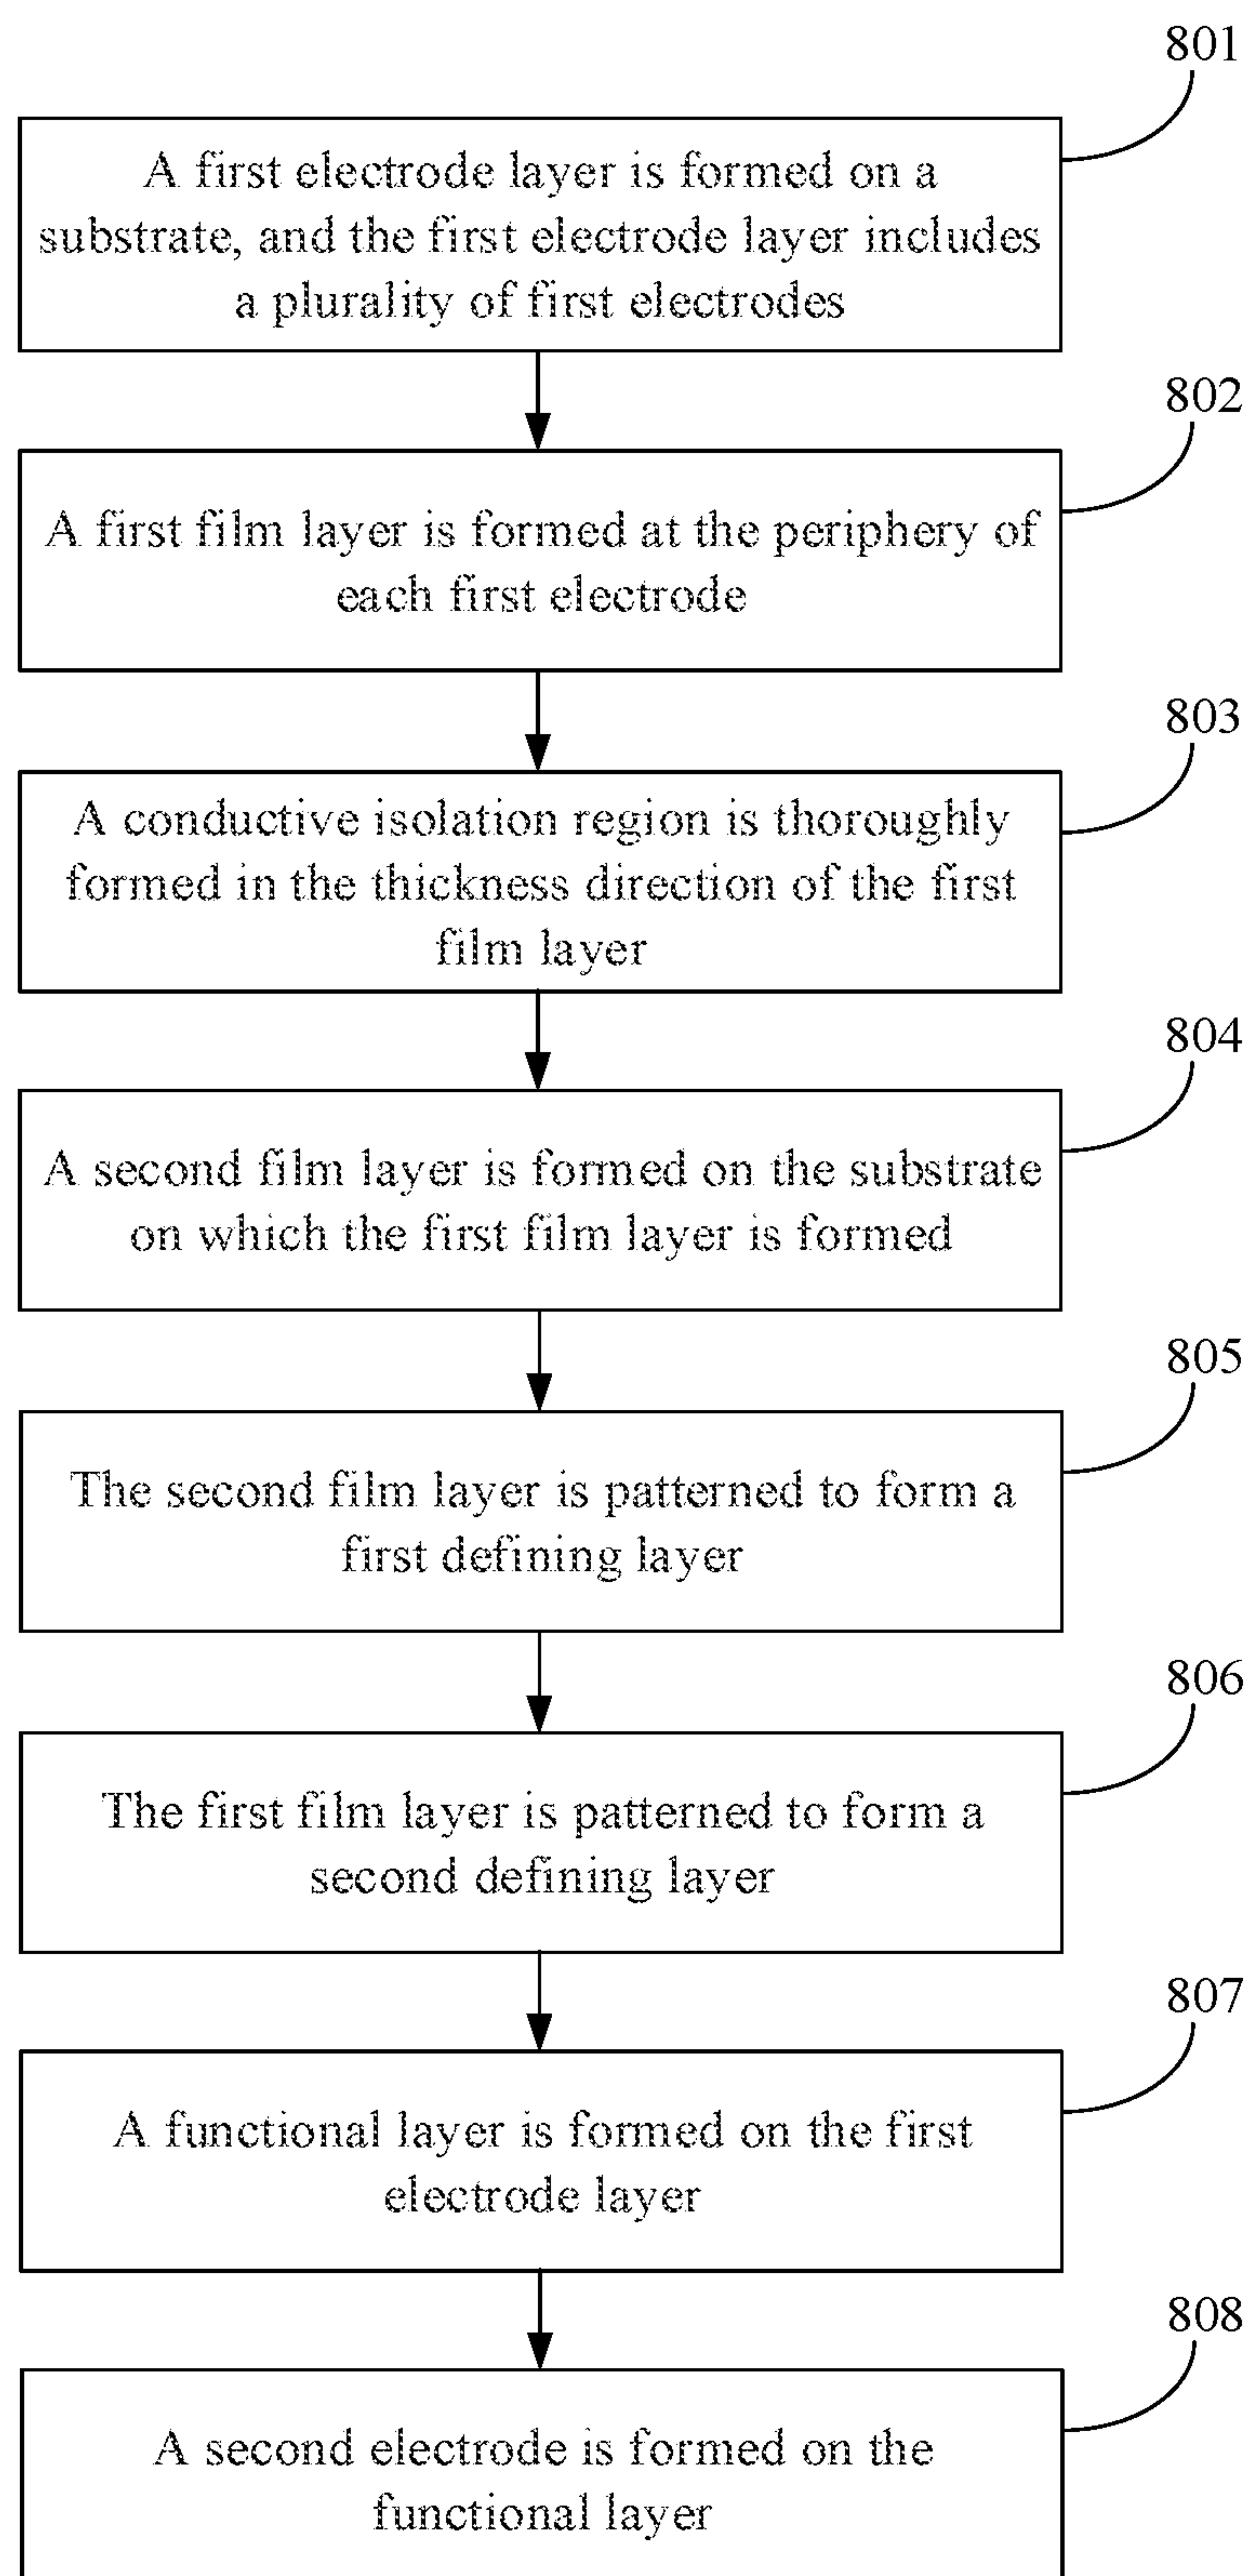 801
A first electrode layer is formed on a
substrate, and the first electrode layer includes
a plurality of first electrodes
802
A first film layer is formed at the periphery of
each first electrode
803
A conductive isolation region is thoroughly
formed in the thickness direction of the first
film layer
804
A second film layer is formed on the substrate
on which the first film layer is formed
805
The second film layer is patterned to form a
first defining layer
806
The first film layer is patterned to form a
second defining layer
807
A functional layer is formed on the first
electrode layer
808
A second electrode is formed on the
functional layer